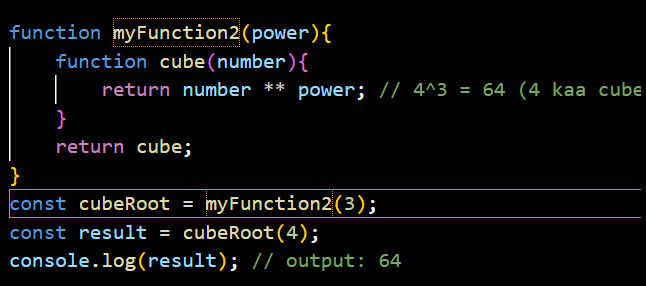 function myFunction2(power){
    function cube(number){
        return number ** power; // 4^3 = 64 (4 kaa cube
    }
    return cube;
}
const cubeRoot = myFunction2(3);
const result = cubeRoot(4);
console.log(result); // output: 64